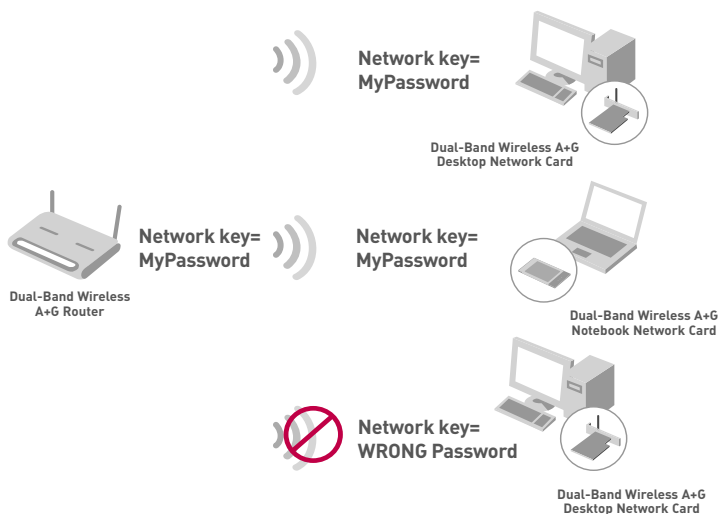 Network key=
MyPassword
Dual-Band Wireless A+G
Desktop Network Card
Network key=
MyPassword
Dual-Band Wireless
A+G Router
Network key=
MyPassword
Dual-Band Wireless A+G
Notebook Network Card
Network key=
WRONG Password
Dual-Band Wireless A+G
Desktop Network Card